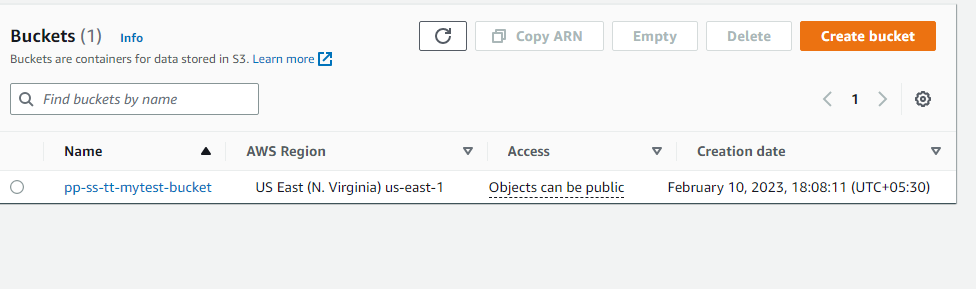 Buckets (1) Info
Copy ARN
Empty
Delete
Create bucket
Buckets are containers for data stored in S3. Learn more
Find buckets by name
1
Name AWS Region Access Creation date
pp-ss-tt-mytest-bucket US East (N. Virginia) us-east-1 Objects can be public February 10, 2023, 18:08:11 (UTC+05:30)